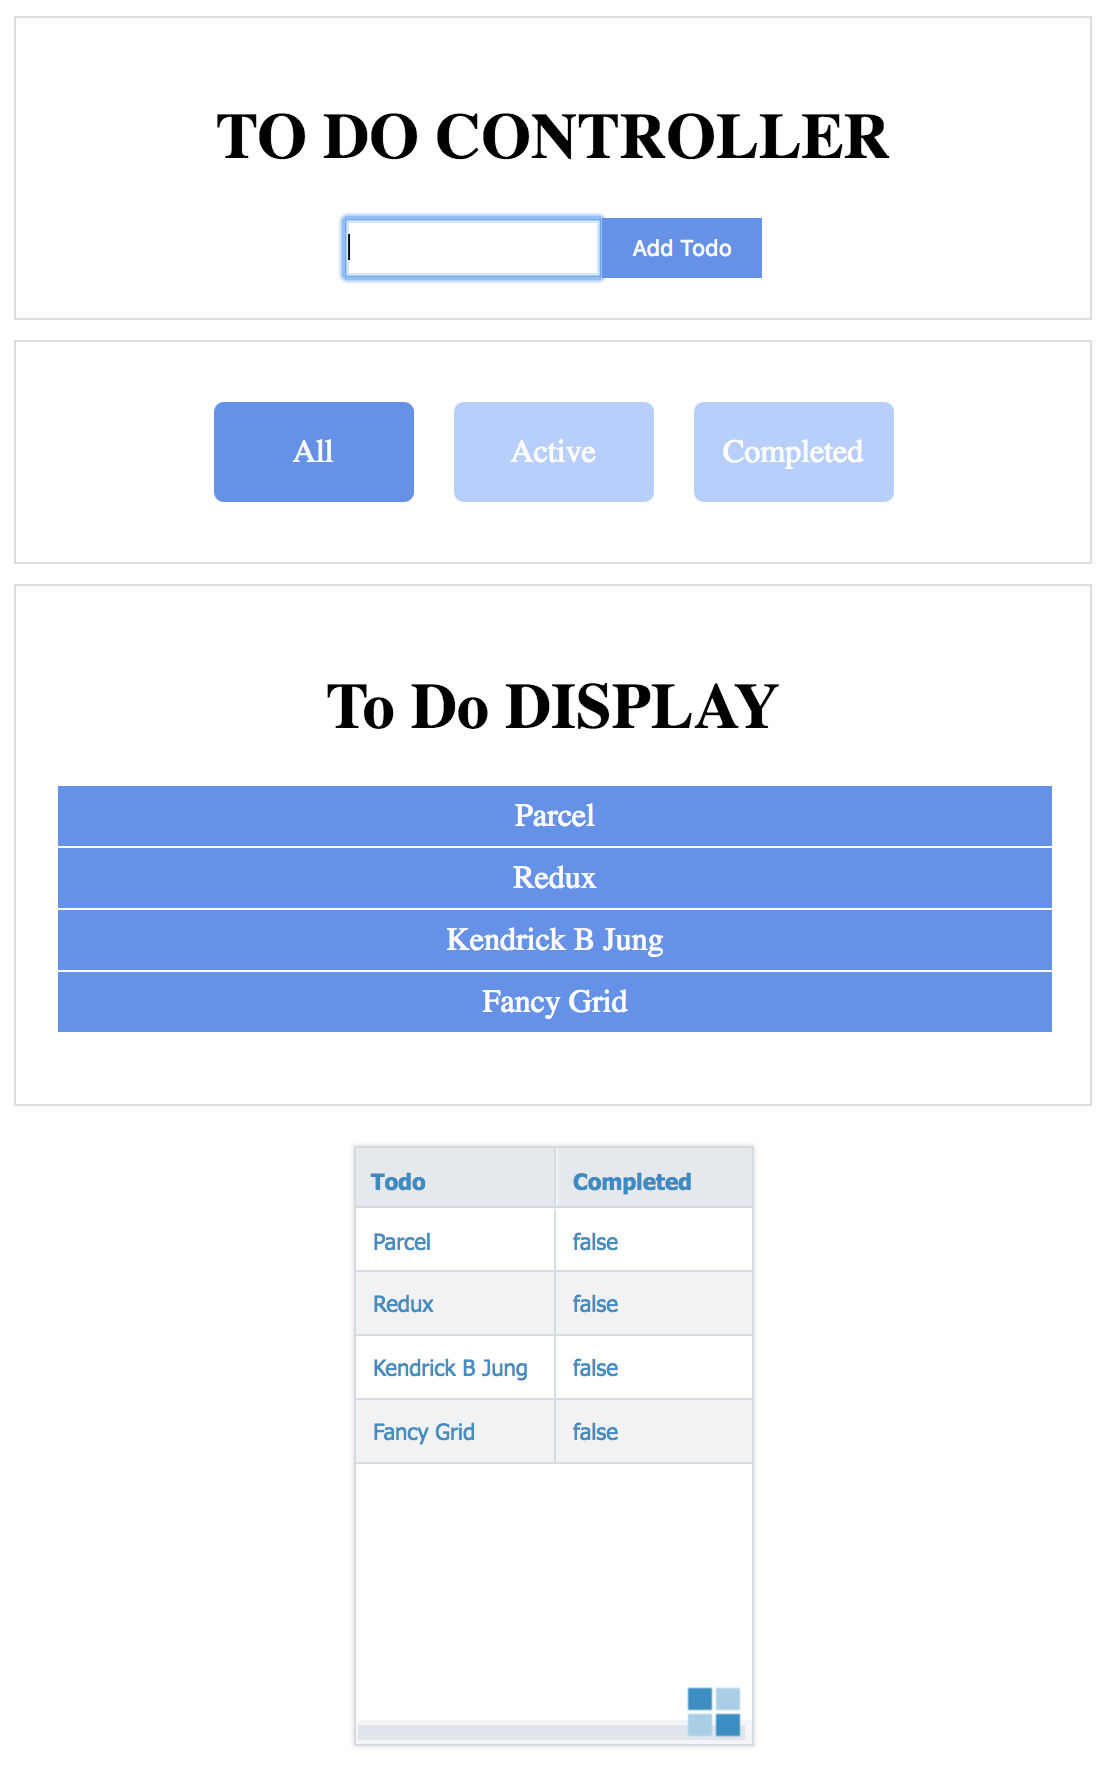 TO DO CONTROLLER
Add Todo
All Active Completed
To Do DISPLAY
Parcel
Redux
Kendrick B Jung
Fancy Grid
Todo Completed
Parcel false
Redux false
Kendrick B Jung false
Fancy Grid false